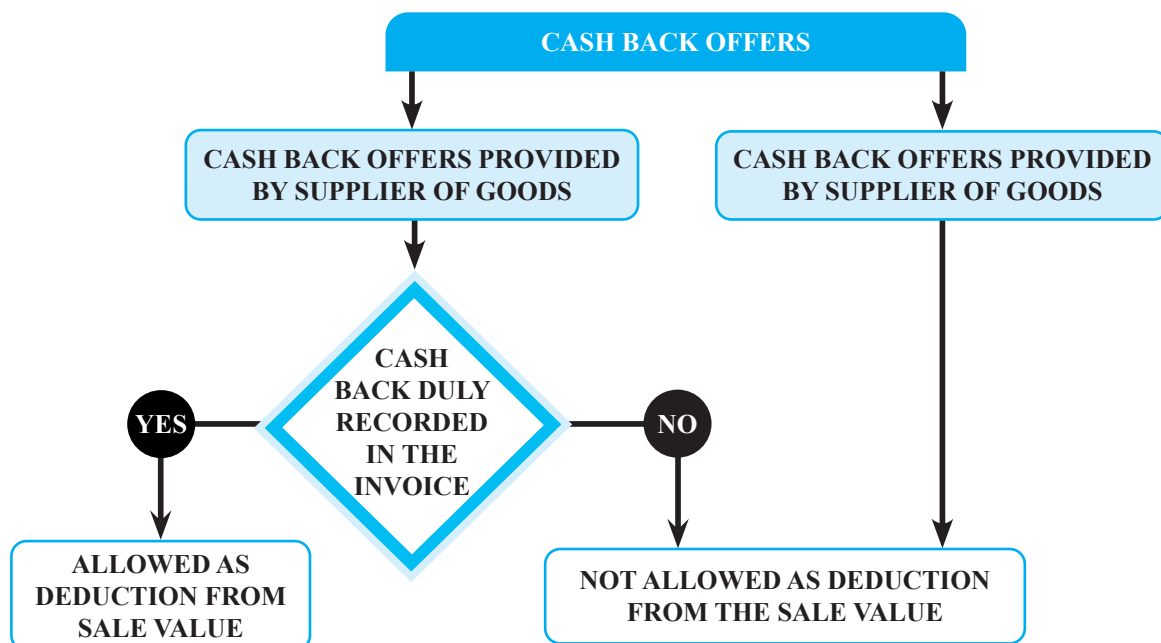 CASH BACK OFFERS
CASH BACK OFFERS PROVIDED
BY SUPPLIER OF GOODS
CASH BACK OFFERS PROVIDED
BY SUPPLIER OF GOODS
CASH
BACK DULY
RECORDED
IN THE
INVOICE
YES
NO
ALLOWED AS
DEDUCTION FROM
SALE VALUE
NOT ALLOWED AS DEDUCTION
FROM THE SALE VALUE